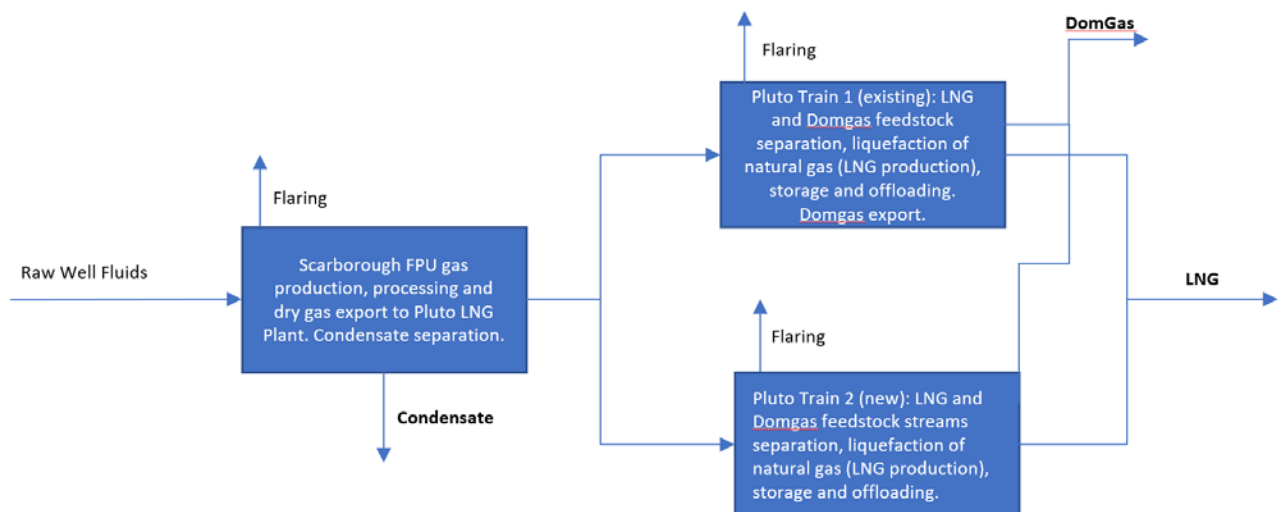 DomGas
Flaring
Flaring
Pluto Train 1 (existing): LNG
and Domgas feedstock
separation, liquefaction of
natural gas (LNG production),
storage and offloading.
Domgas export.
Raw Well Fluids
Scarborough FPU gas
production, processing and
dry gas export to Pluto LNG
Plant. Condensate separation.
LNG
Flaring
Condensate
Pluto Train 2 (new): LNG and
Domgas feedstock streams
separation, liquefaction of
natural gas (LNG production),
storage and offloading.